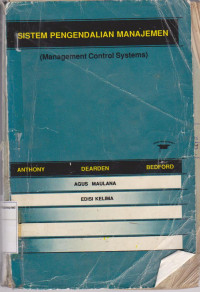 SISTEM PENGENDALIAN MANAJEMEN
(Management Control Systems)
ANTHONY DEARDEN BEDFORD
AGUS MAULANA
EDISI KELIMA